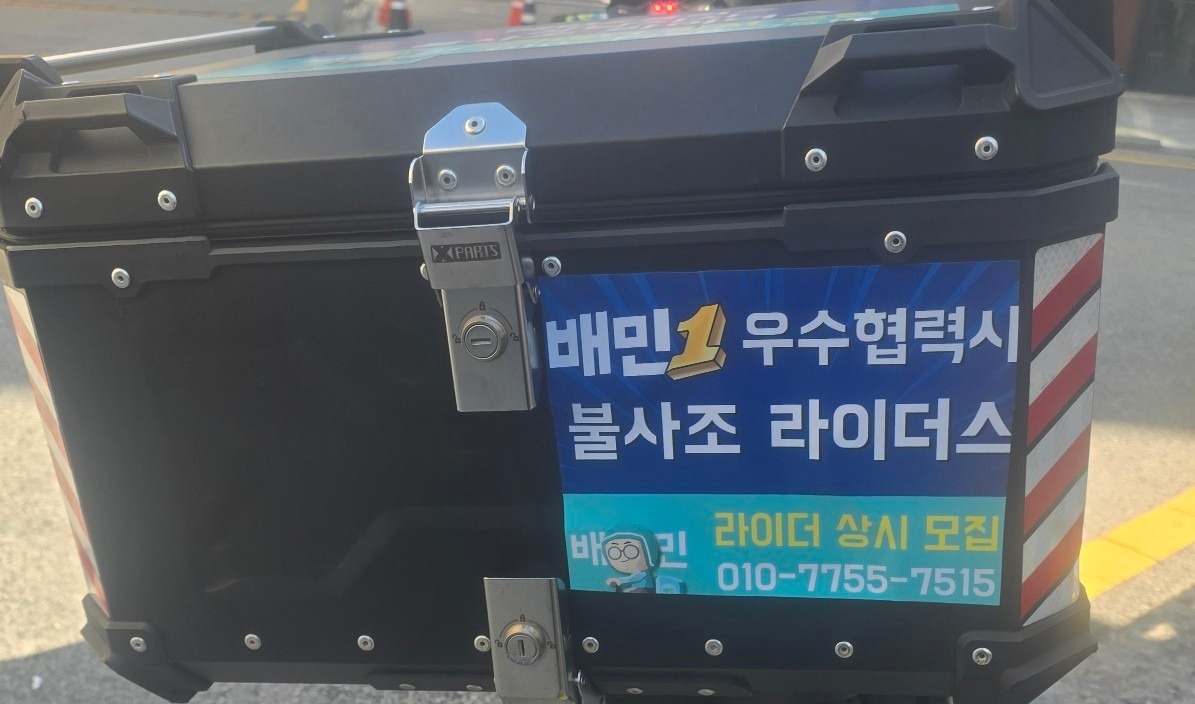 XPARTS
배민1 우수협력사
불사조 라이더스
배민
라이더 상시 모집
010-7755-7515